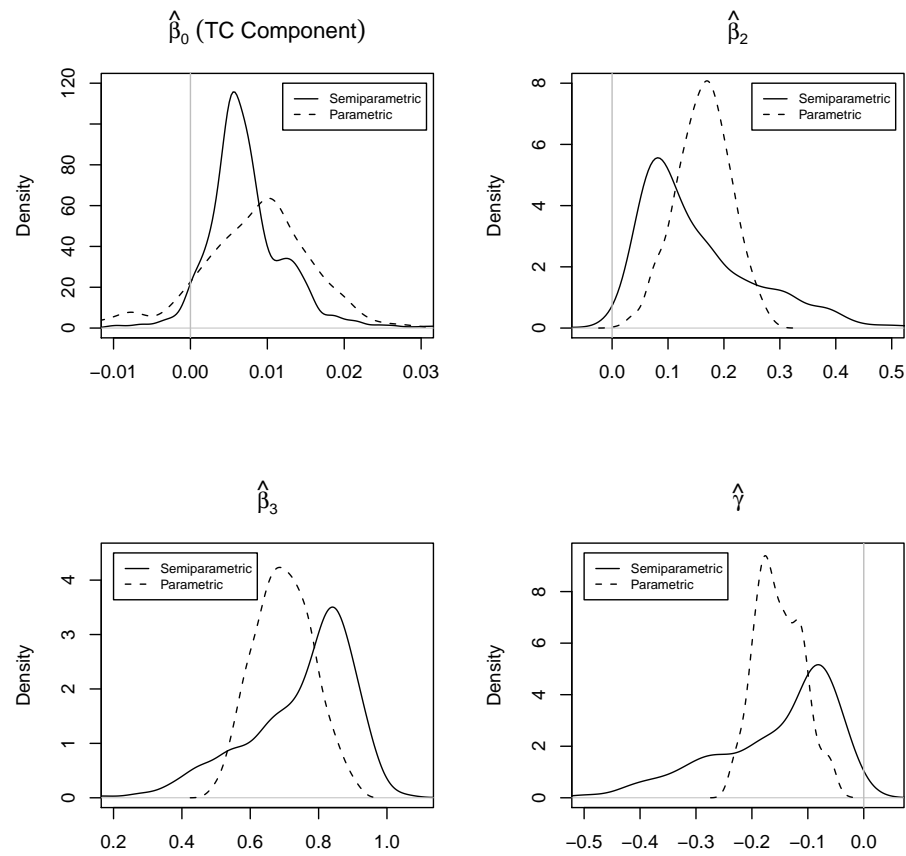 β̂₀ (TC Component)
Density
0 20 40 60 80 120
−0.01 0.00 0.01 0.02 0.03
Semiparametric
Parametric
β̂₂
Density
0 2 4 6 8
0.0 0.1 0.2 0.3 0.4 0.5
Semiparametric
Parametric
β̂₃
Density
0 1 2 3 4
0.2 0.4 0.6 0.8 1.0
Semiparametric
Parametric
γ̂
Density
0 2 4 6 8
−0.5 −0.4 −0.3 −0.2 −0.1 0.0
Semiparametric
Parametric